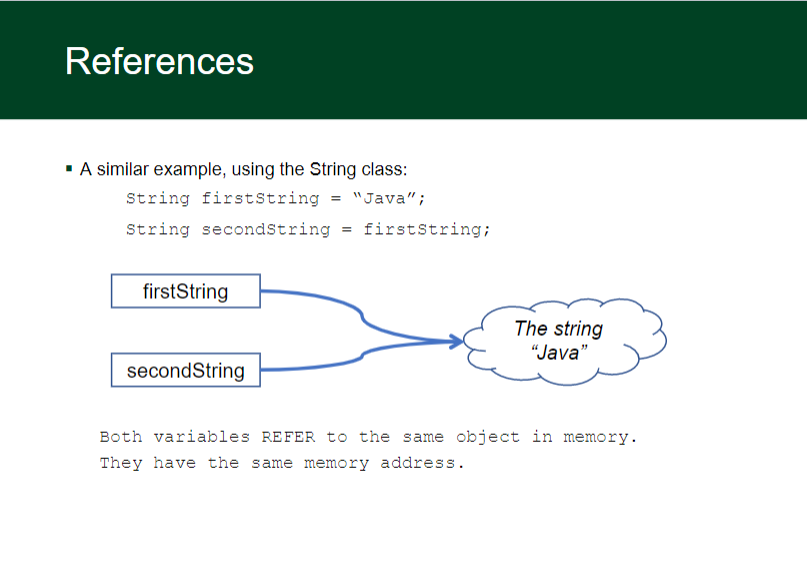 References
▪ A similar example, using the String class:
String firstString = “Java”;
String secondString = firstString;
firstString
The string
“Java”
secondString
Both variables REFER to the same object in memory.
They have the same memory address.